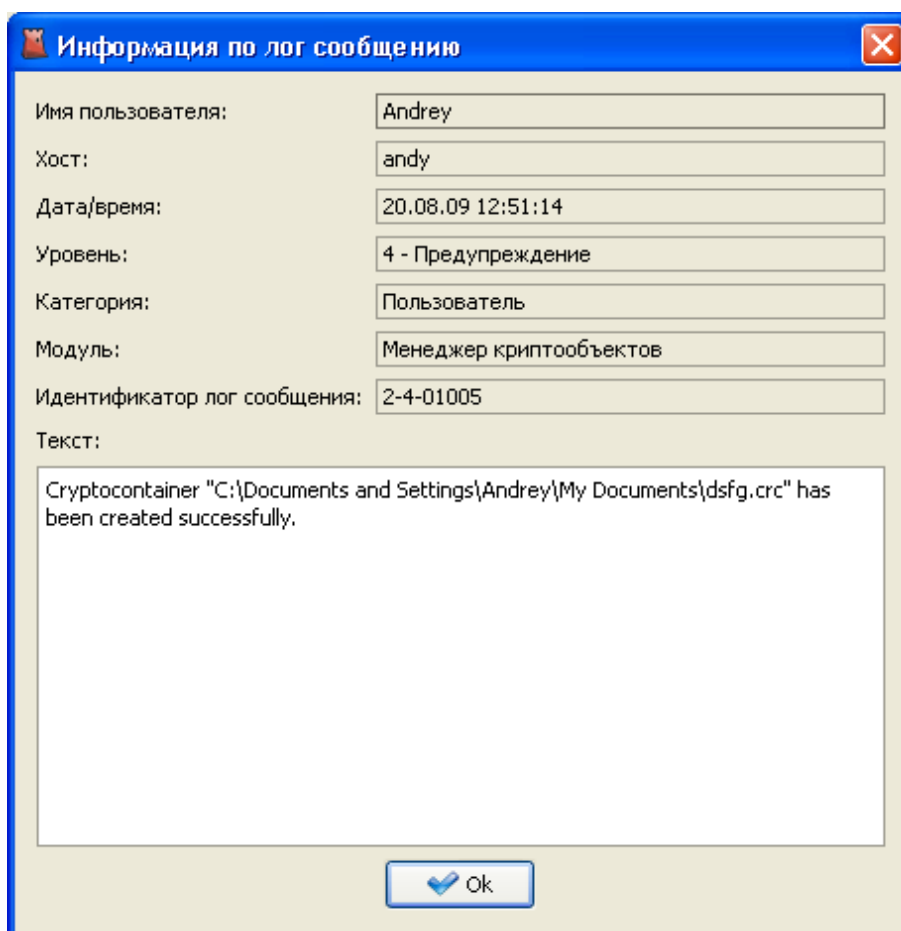 Информация по лог сообщению
Имя пользователя: Andrey
Хост: andy
Дата/время: 20.08.09 12:51:14
Уровень: 4 - Предупреждение
Категория: Пользователь
Модуль: Менеджер криптообъектов
Идентификатор лог сообщения: 2-4-01005
Текст:
Cryptocontainer "C:\Documents and Settings\Andrey\My Documents\dsfg.crc" has
been created successfully.
Ok